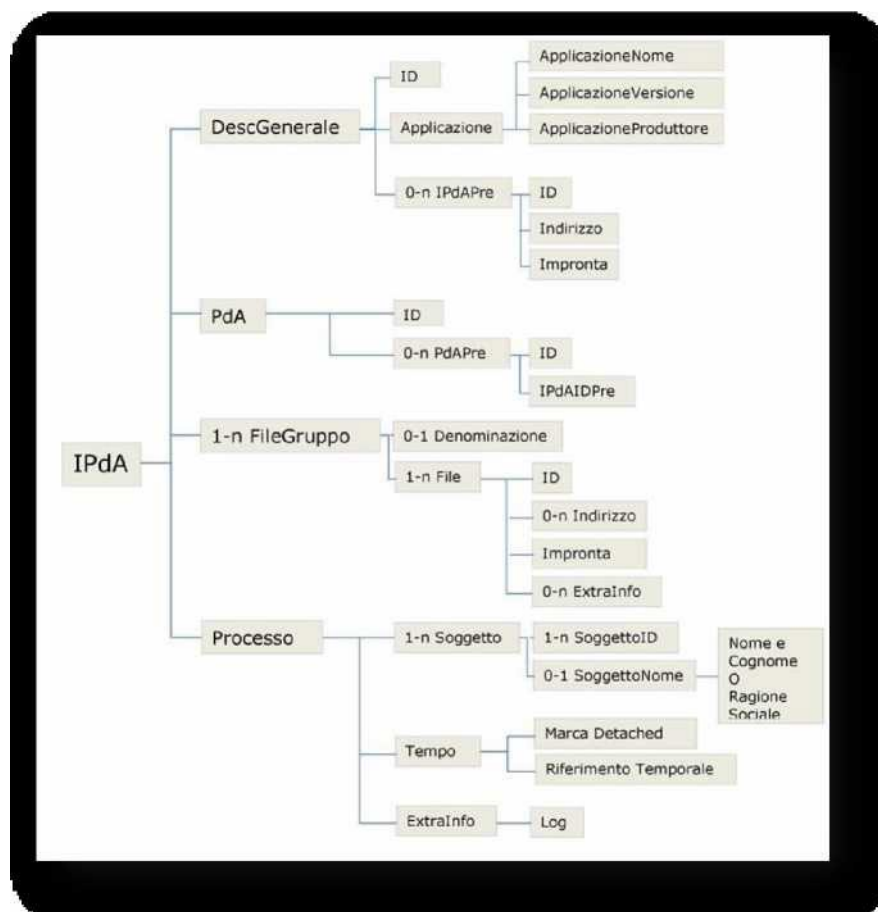 ApplicazioneNome
ID
ApplicazioneVersione
DescGenerale
Applicazione
ApplicazioneProduttore
0-n IPdAPre
ID
Indirizzo
Impronta
PdA
ID
0-n PdAPre
ID
IPdAIDPre
1-n FileGruppo
0-1 Denominazione
IPdA
1-n File
ID
0-n Indirizzo
Impronta
0-n ExtraInfo
Processo
1-n Soggetto
1-n SoggettoID
0-1 SoggettoNome
Nome e
Cognome
O
Ragione
Sociale
Marca Detached
Tempo
Riferimento Temporale
ExtraInfo
Log